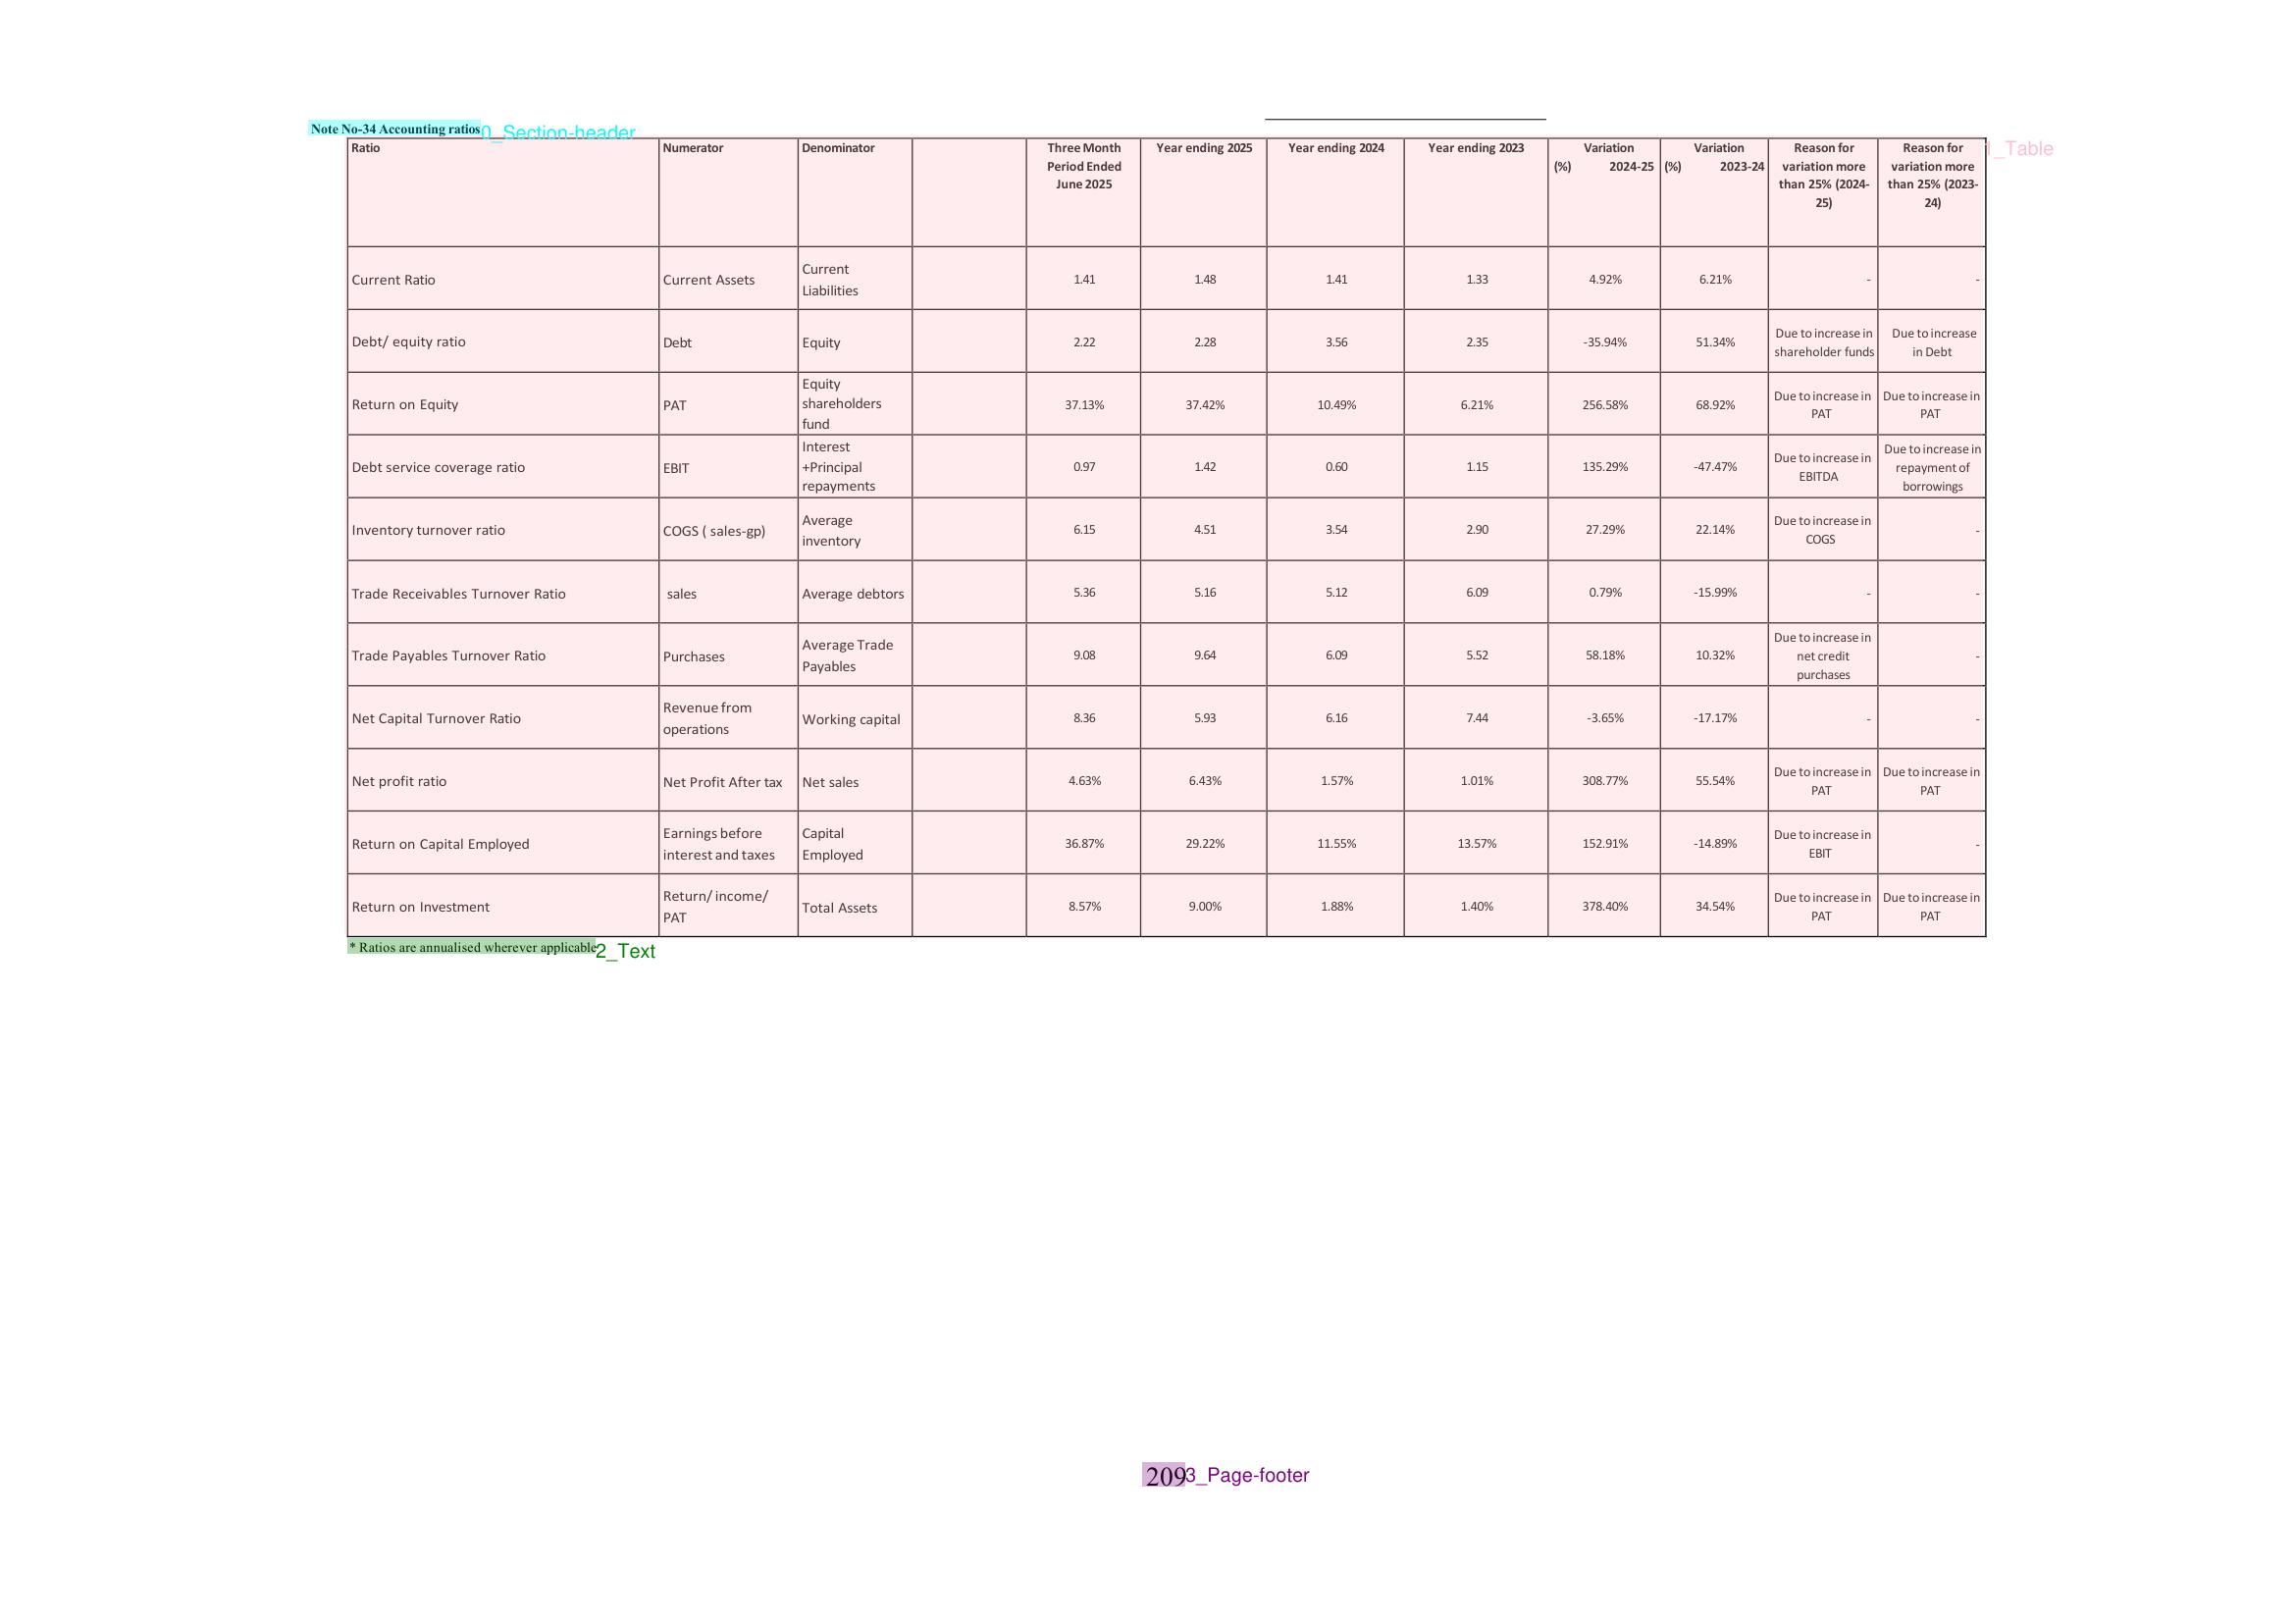 Note No-34 Accounting ratios 0_Section-header
1_Table
Ratio Numerator Denominator Three Month Period Ended June 2025 Year ending 2025 Year ending 2024 Year ending 2023 Variation (%) 2024-25 Variation (%) 2023-24 Reason for variation more than 25% (2024-25) Reason for variation more than 25% (2023-24)
Current Ratio Current Assets Current Liabilities 1.41 1.48 1.41 1.33 4.92% 6.21% - -
Debt/ equity ratio Debt Equity 2.22 2.28 3.56 2.35 -35.94% 51.34% Due to increase in shareholder funds Due to increase in Debt
Return on Equity PAT Equity shareholders fund 37.13% 37.42% 10.49% 6.21% 256.58% 68.92% Due to increase in PAT Due to increase in PAT
Debt service coverage ratio EBIT Interest +Principal repayments 0.97 1.42 0.60 1.15 135.29% -47.47% Due to increase in EBITDA Due to increase in repayment of borrowings
Inventory turnover ratio COGS ( sales-gp) Average inventory 6.15 4.51 3.54 2.90 27.29% 22.14% Due to increase in COGS -
Trade Receivables Turnover Ratio sales Average debtors 5.36 5.16 5.12 6.09 0.79% -15.99% - -
Trade Payables Turnover Ratio Purchases Average Trade Payables 9.08 9.64 6.09 5.52 58.18% 10.32% Due to increase in net credit purchases -
Net Capital Turnover Ratio Revenue from operations Working capital 8.36 5.93 6.16 7.44 -3.65% -17.17% - -
Net profit ratio Net Profit After tax Net sales 4.63% 6.43% 1.57% 1.01% 308.77% 55.54% Due to increase in PAT Due to increase in PAT
Return on Capital Employed Earnings before interest and taxes Capital Employed 36.87% 29.22% 11.55% 13.57% 152.91% -14.89% Due to increase in EBIT -
Return on Investment Return/ income/ PAT Total Assets 8.57% 9.00% 1.88% 1.40% 378.40% 34.54% Due to increase in PAT Due to increase in PAT
* Ratios are annualised wherever applicable 2_Text
209 3_Page-footer